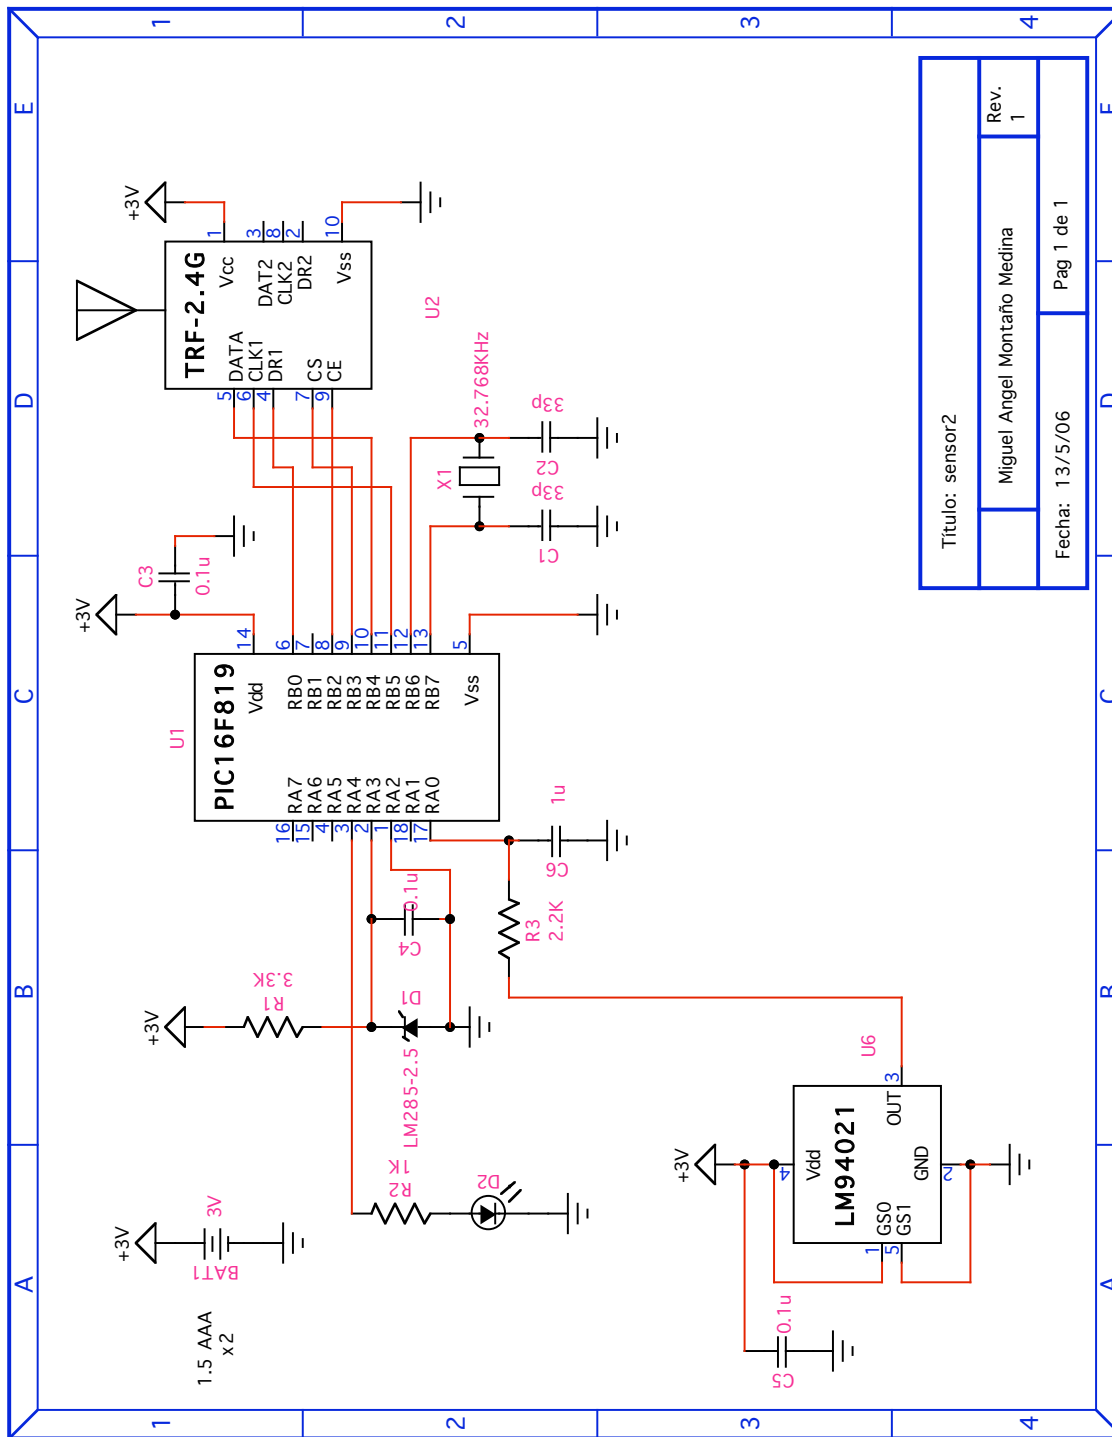 1
2
3
4
E
D
C
B
A
E
D
C
B
A
1
2
3
4
1.5 AAA
x2
+3V
BAT1
3V
+3V
R1
3.3K
R2
1K
D2
LM285-2.5
D1
C4
0.1u
U1
PIC16F819
16 RA7
15 RA6
4 RA5
3 RA4
2 RA3
1 RA2
18 RA1
17 RA0
Vdd 14
RB0 6
RB1 7
RB2 8
RB3 9
RB4 10
RB5 11
RB6 12
RB7 13
Vss 5
+3V
C3
0.1u
TRF-2.4G
U2
5 DATA
6 CLK1
4 DR1
7 CS
9 CE
Vcc 1
DAT2 3
CLK2 8
DR2 2
Vss 10
+3V
X1
32.768KHz
C1
33p
C2
33p
R3
2.2K
C6
1u
+3V
C5
0.1u
LM94021
U6
4
Vdd
1 GS0
5 GS1
OUT 3
GND
2
Título: sensor2
Miguel Angel Montaño Medina
Rev.
1
Fecha: 13/5/06
Pag 1 de 1